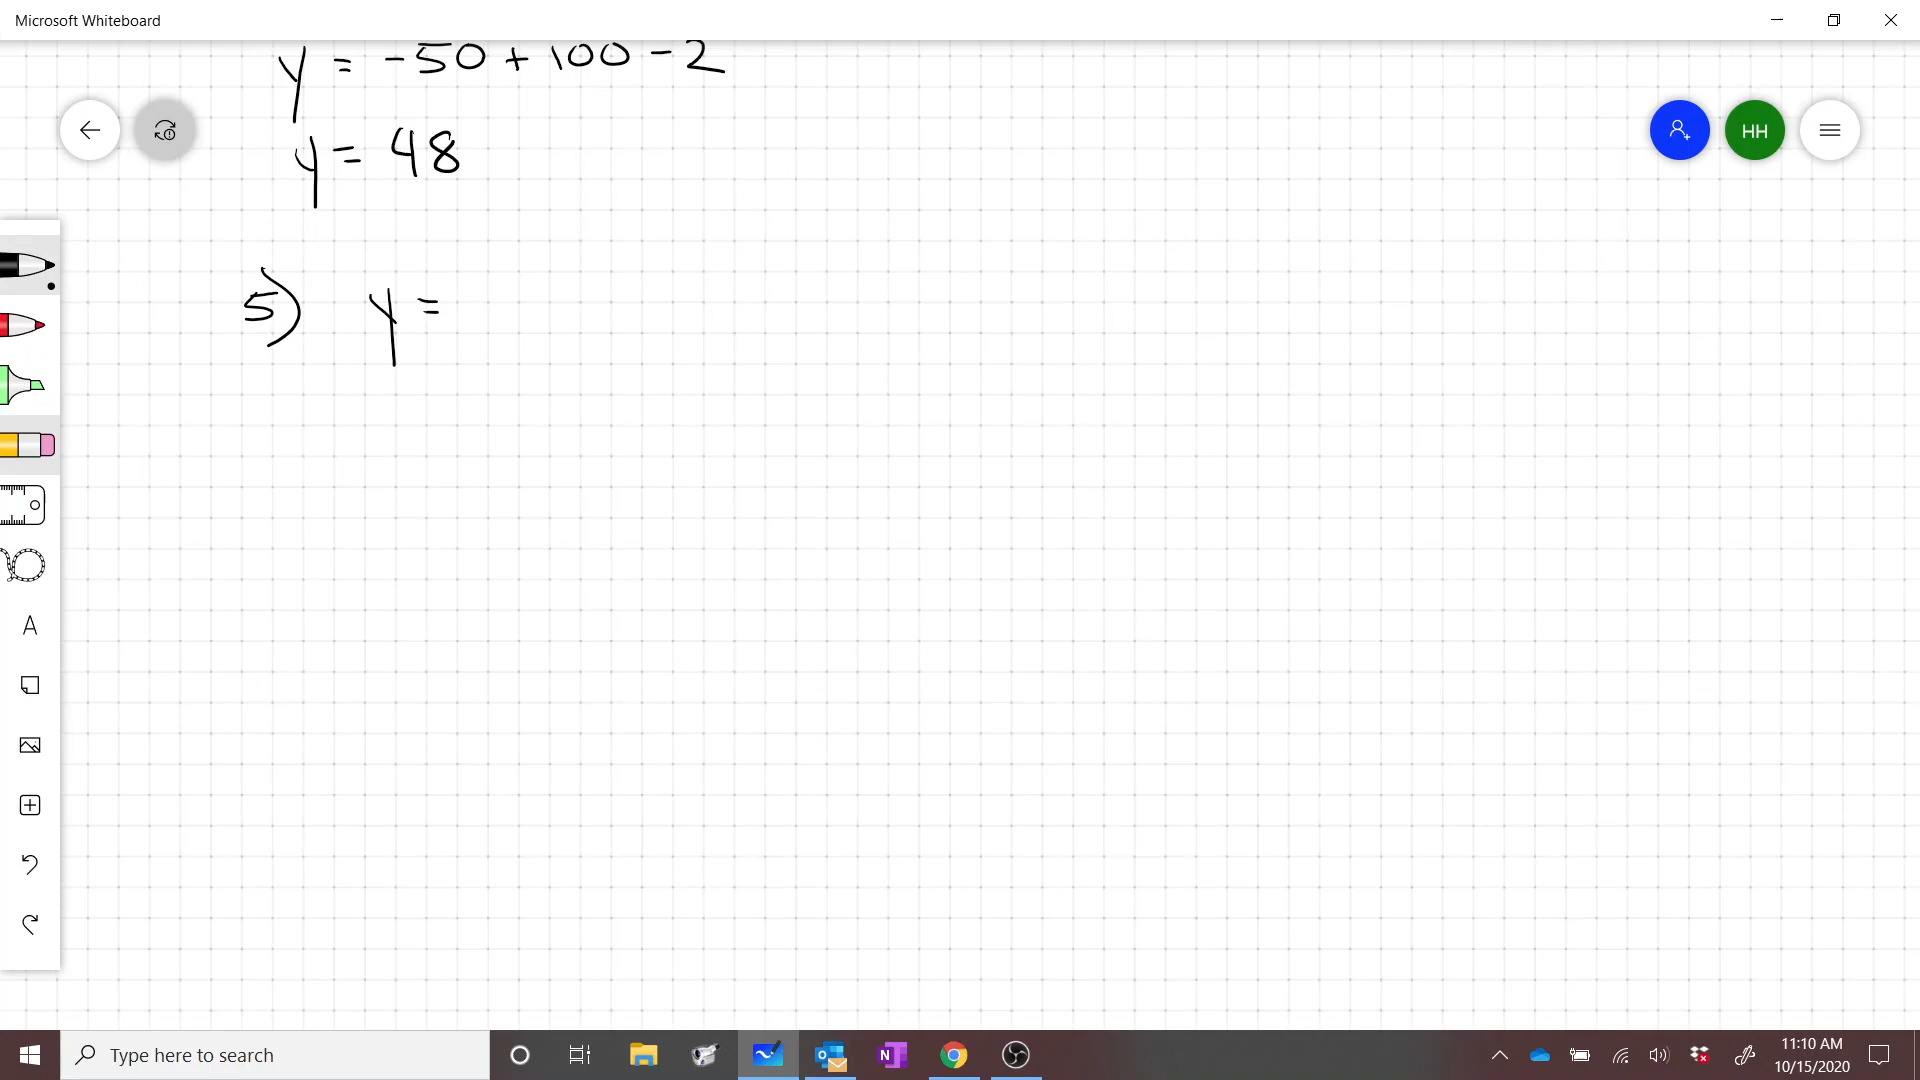 Microsoft Whiteboard
y = -50 + 100 - 2
HH
y = 48
5) y =
A
Type here to search
11:10 AM
10/15/2020